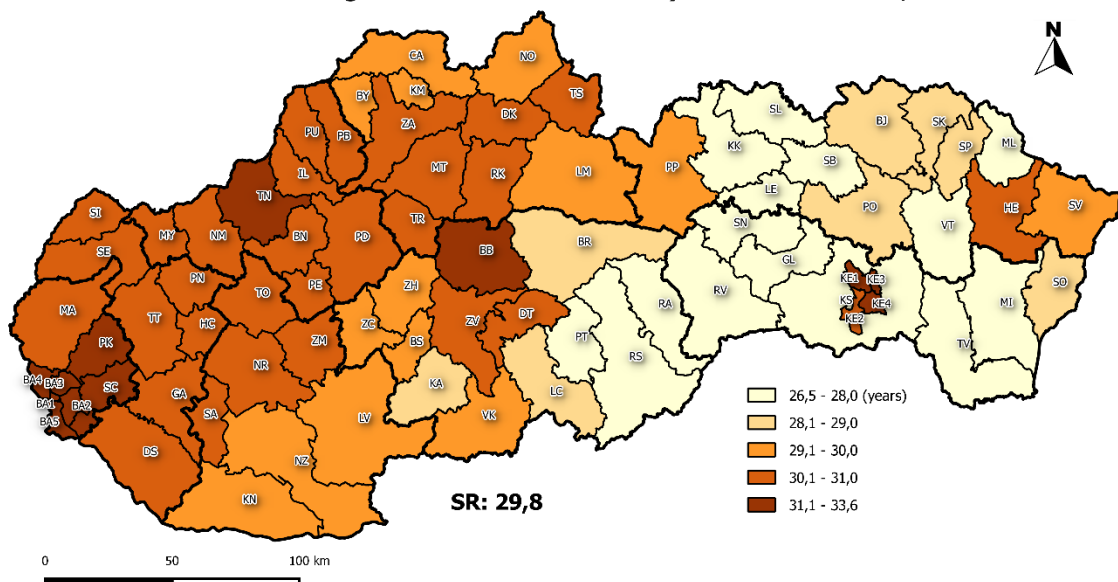 N
CA
NO
BY
KM
TS
PU
PB
ZA
DK
SL
BJ
SK
SP
ML
KK
SB
IL
MT
RK
LM
PP
LE
TN
PO
HE
SV
SI
MY
NM
BN
PD
TR
BB
BR
SN
VT
SE
GL
PN
PE
ZH
KE1
KE3
SO
MA
TT
TO
ZC
ZV
DT
RA
RV
KS
KE4
MI
HC
ZM
BS
PT
KE2
TV
PK
NR
RS
BA4
BA3
SC
GA
KA
LC
BA1
BA2
SA
LV
VK
BA5
DS
NZ
KN
26,5 - 28,0 (years)
28,1 - 29,0
29,1 - 30,0
30,1 - 31,0
31,1 - 33,6
SR: 29,8
0 50 100 km